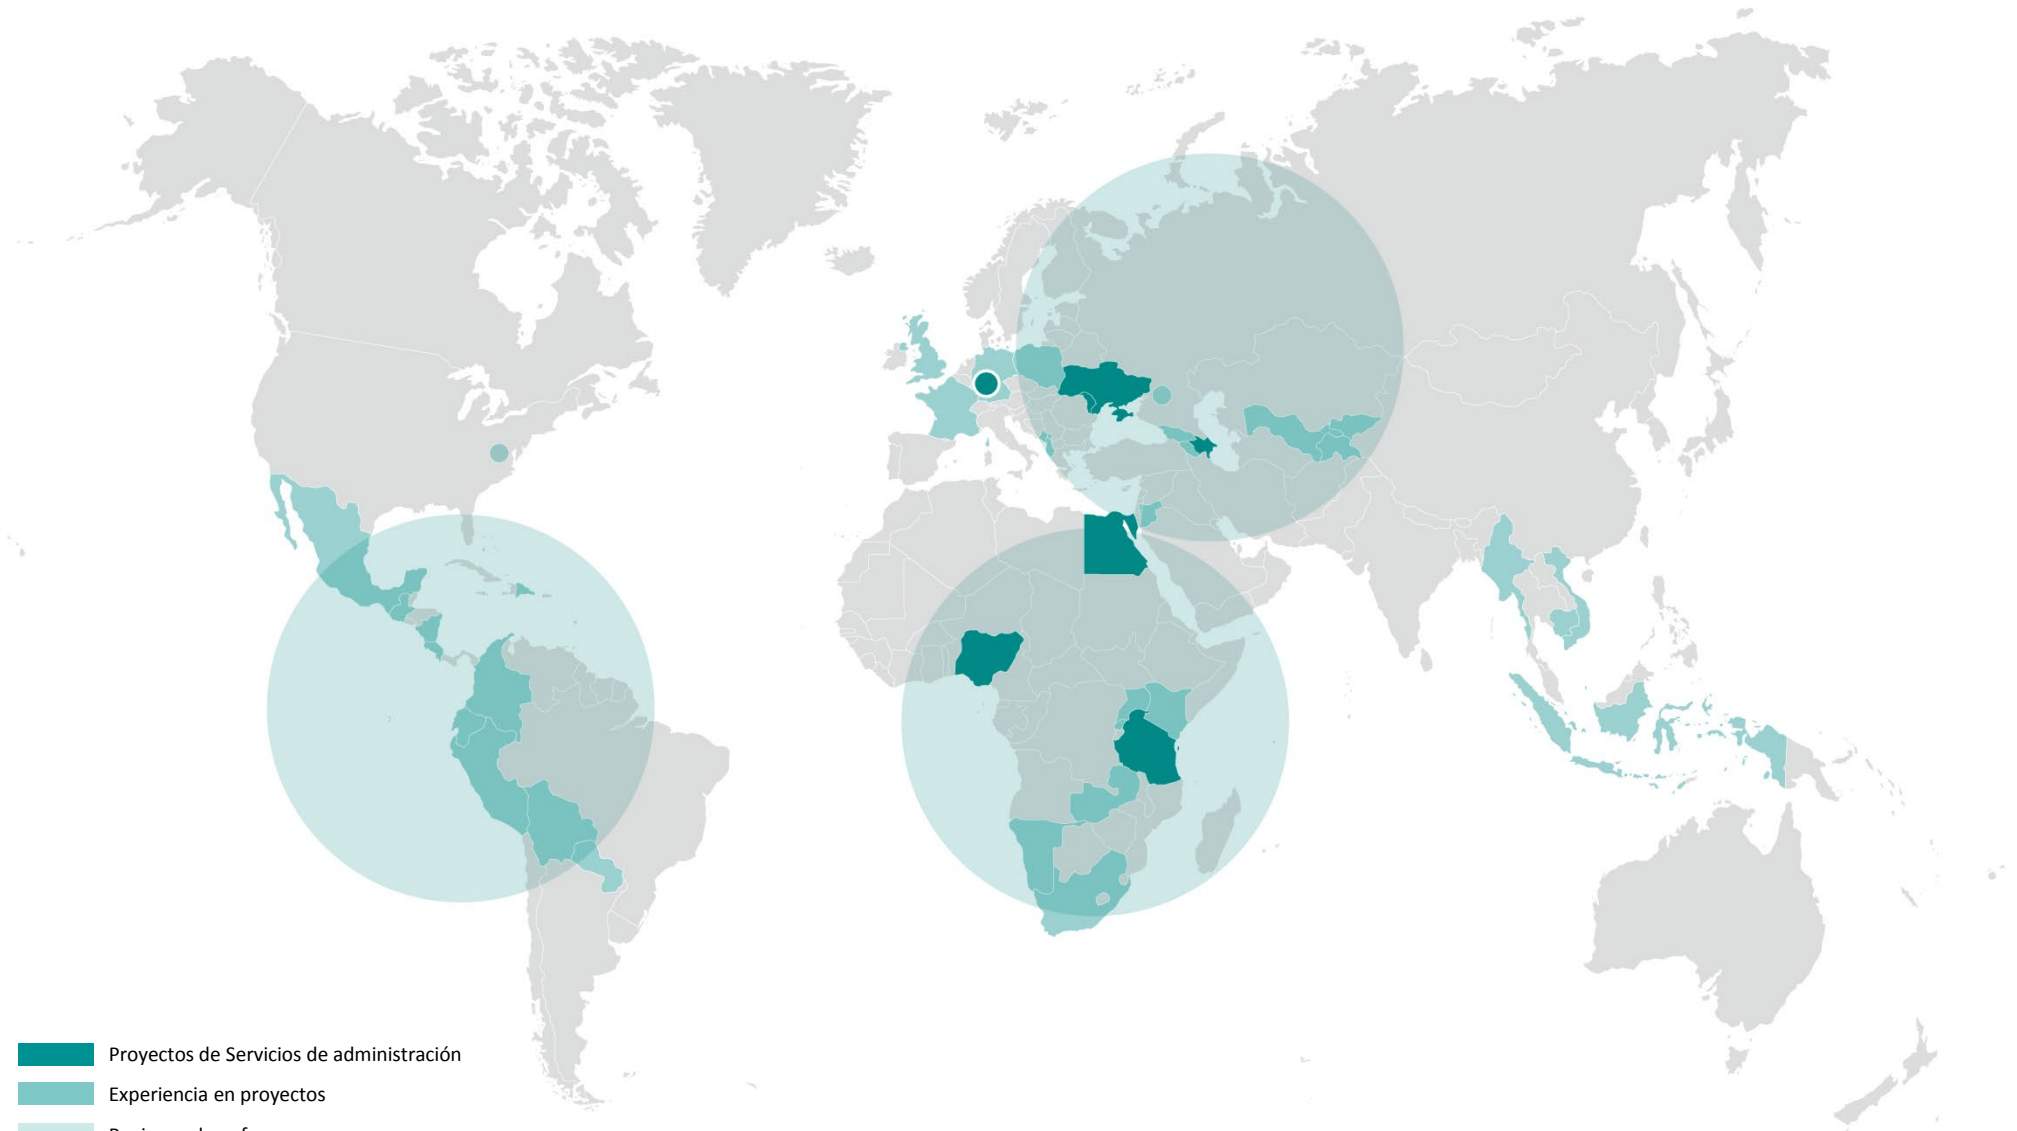 Proyectos de Servicios de administración
Experiencia en proyectos